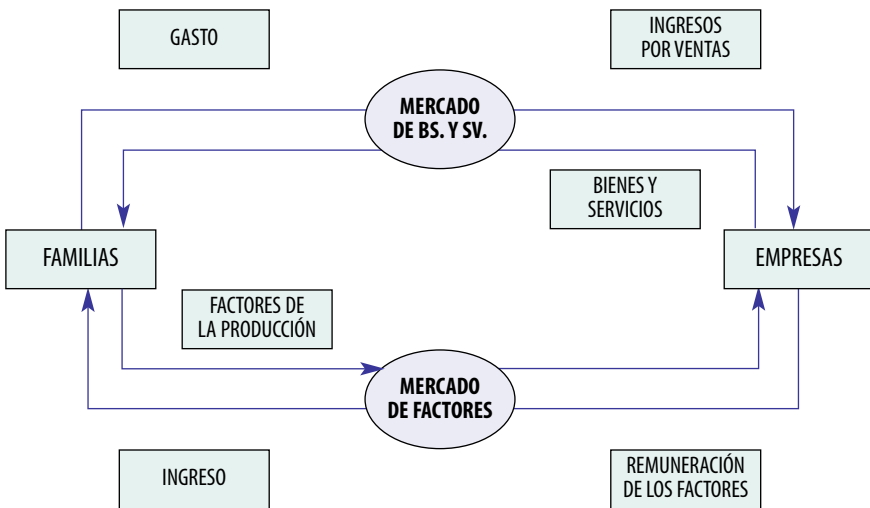 GASTO
INGRESOS
POR VENTAS
MERCADO
DE BS. Y SV.
BIENES Y
SERVICIOS
FAMILIAS
EMPRESAS
FACTORES DE
LA PRODUCCIÓN
MERCADO
DE FACTORES
INGRESO
REMUNERACIÓN
DE LOS FACTORES